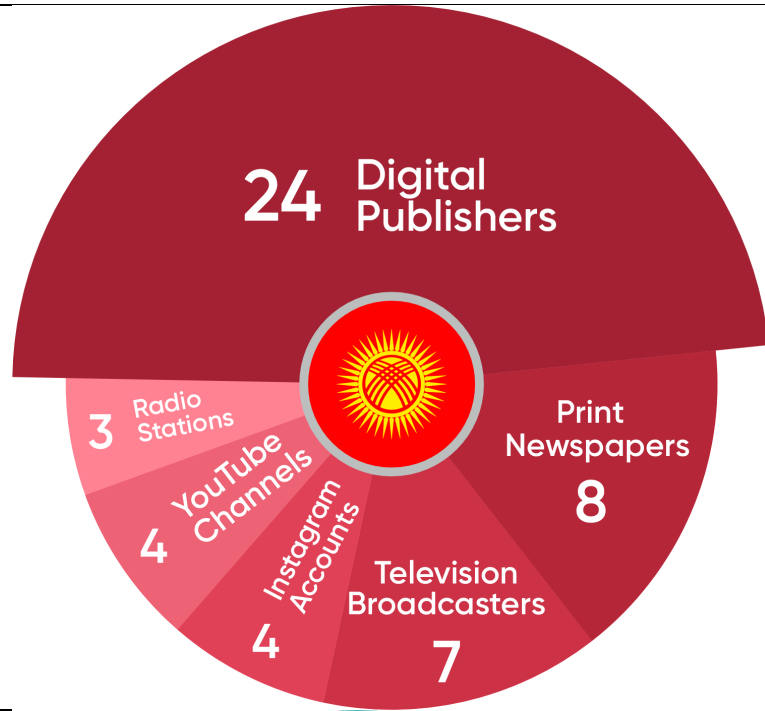 24
Digital
Publishers
Print
Newspapers
8
Television
Broadcasters
7
Instagram
Accounts
4
YouTube
Channels
4
Radio
Stations
3